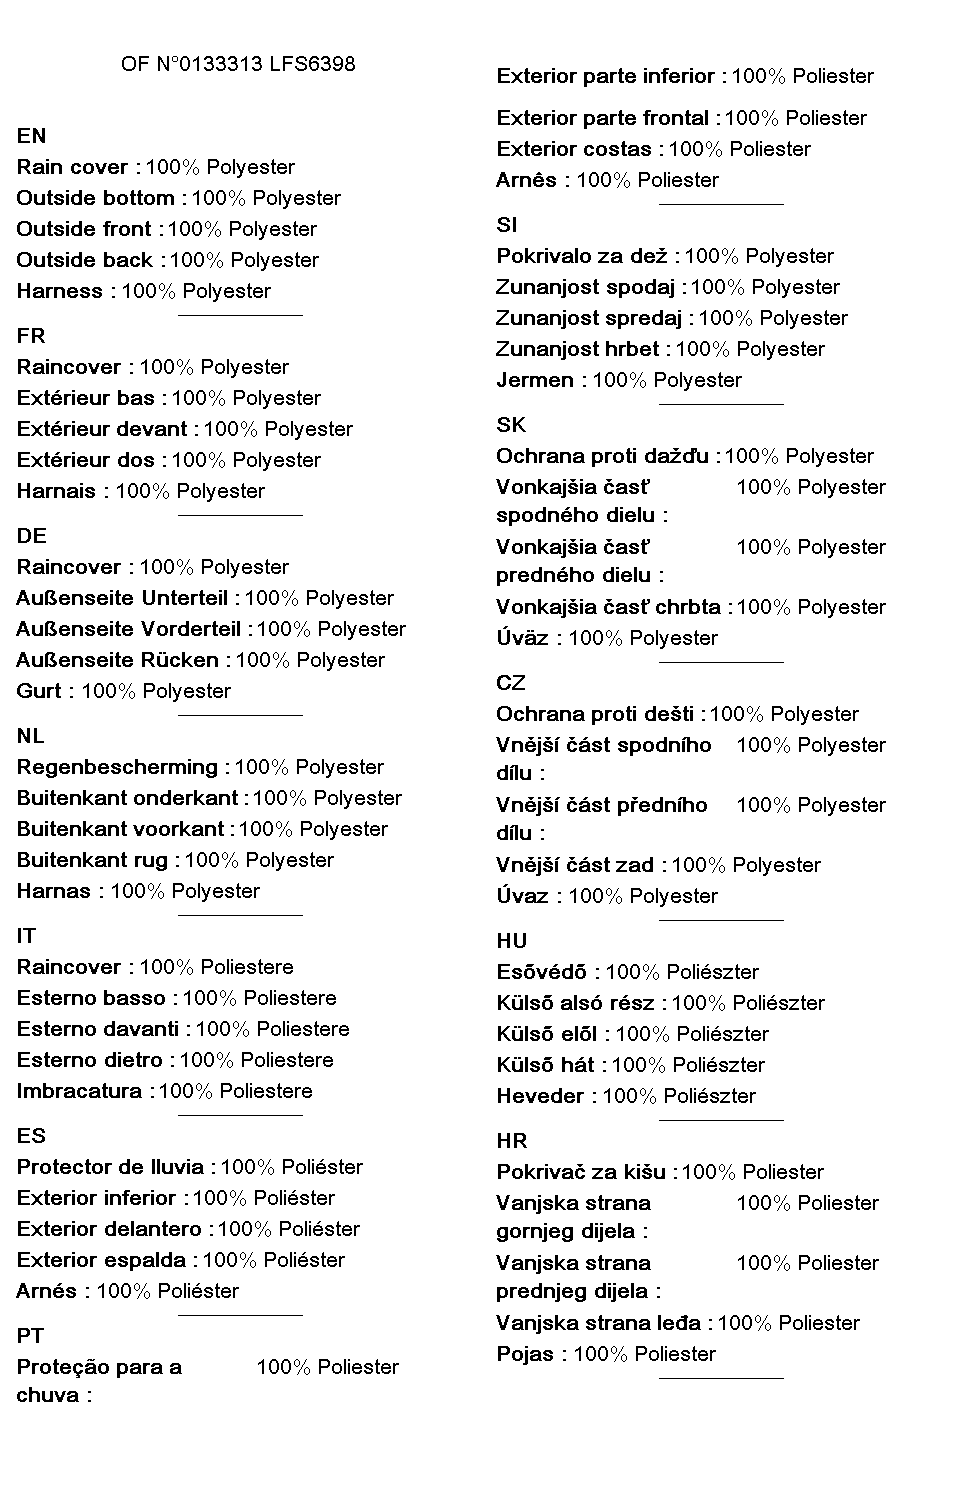 OF N°0133313 LFS6398
EN
Rain cover : 100% Polyester
Outside bottom : 100% Polyester
Outside front : 100% Polyester
Outside back : 100% Polyester
Harness : 100% Polyester
FR
Raincover : 100% Polyester
Extérieur bas : 100% Polyester
Extérieur devant : 100% Polyester
Extérieur dos : 100% Polyester
Harnais : 100% Polyester
DE
Raincover : 100% Polyester
Außenseite Unterteil : 100% Polyester
Außenseite Vorderteil : 100% Polyester
Außenseite Rücken : 100% Polyester
Gurt : 100% Polyester
NL
Regenbescherming : 100% Polyester
Buitenkant onderkant : 100% Polyester
Buitenkant voorkant : 100% Polyester
Buitenkant rug : 100% Polyester
Harnas : 100% Polyester
IT
Raincover : 100% Poliestere
Esterno basso : 100% Poliestere
Esterno davanti : 100% Poliestere
Esterno dietro : 100% Poliestere
Imbracatura : 100% Poliestere
ES
Protector de lluvia : 100% Poliéster
Exterior inferior : 100% Poliéster
Exterior delantero : 100% Poliéster
Exterior espalda : 100% Poliéster
Arnés : 100% Poliéster
PT
Proteção para a 100% Poliester
chuva :
Exterior parte inferior : 100% Poliester
Exterior parte frontal : 100% Poliester
Exterior costas : 100% Poliester
Arnês : 100% Poliester
SI
Pokrivalo za dež : 100% Polyester
Zunanjost spodaj : 100% Polyester
Zunanjost spredaj : 100% Polyester
Zunanjost hrbet : 100% Polyester
Jermen : 100% Polyester
SK
Ochrana proti dažďu : 100% Polyester
Vonkajšia časť 100% Polyester
spodného dielu :
Vonkajšia časť 100% Polyester
predného dielu :
Vonkajšia časť chrbta : 100% Polyester
Úväz : 100% Polyester
CZ
Ochrana proti dešti : 100% Polyester
Vnější část spodního 100% Polyester
dílu :
Vnější část předního 100% Polyester
dílu :
Vnější část zad : 100% Polyester
Úvaz : 100% Polyester
HU
Esõvédõ : 100% Poliészter
Külsõ alsó rész : 100% Poliészter
Külsõ elõl : 100% Poliészter
Külsõ hát : 100% Poliészter
Heveder : 100% Poliészter
HR
Pokrivač za kišu : 100% Poliester
Vanjska strana 100% Poliester
gornjeg dijela :
Vanjska strana 100% Poliester
prednjeg dijela :
Vanjska strana leđa : 100% Poliester
Pojas : 100% Poliester